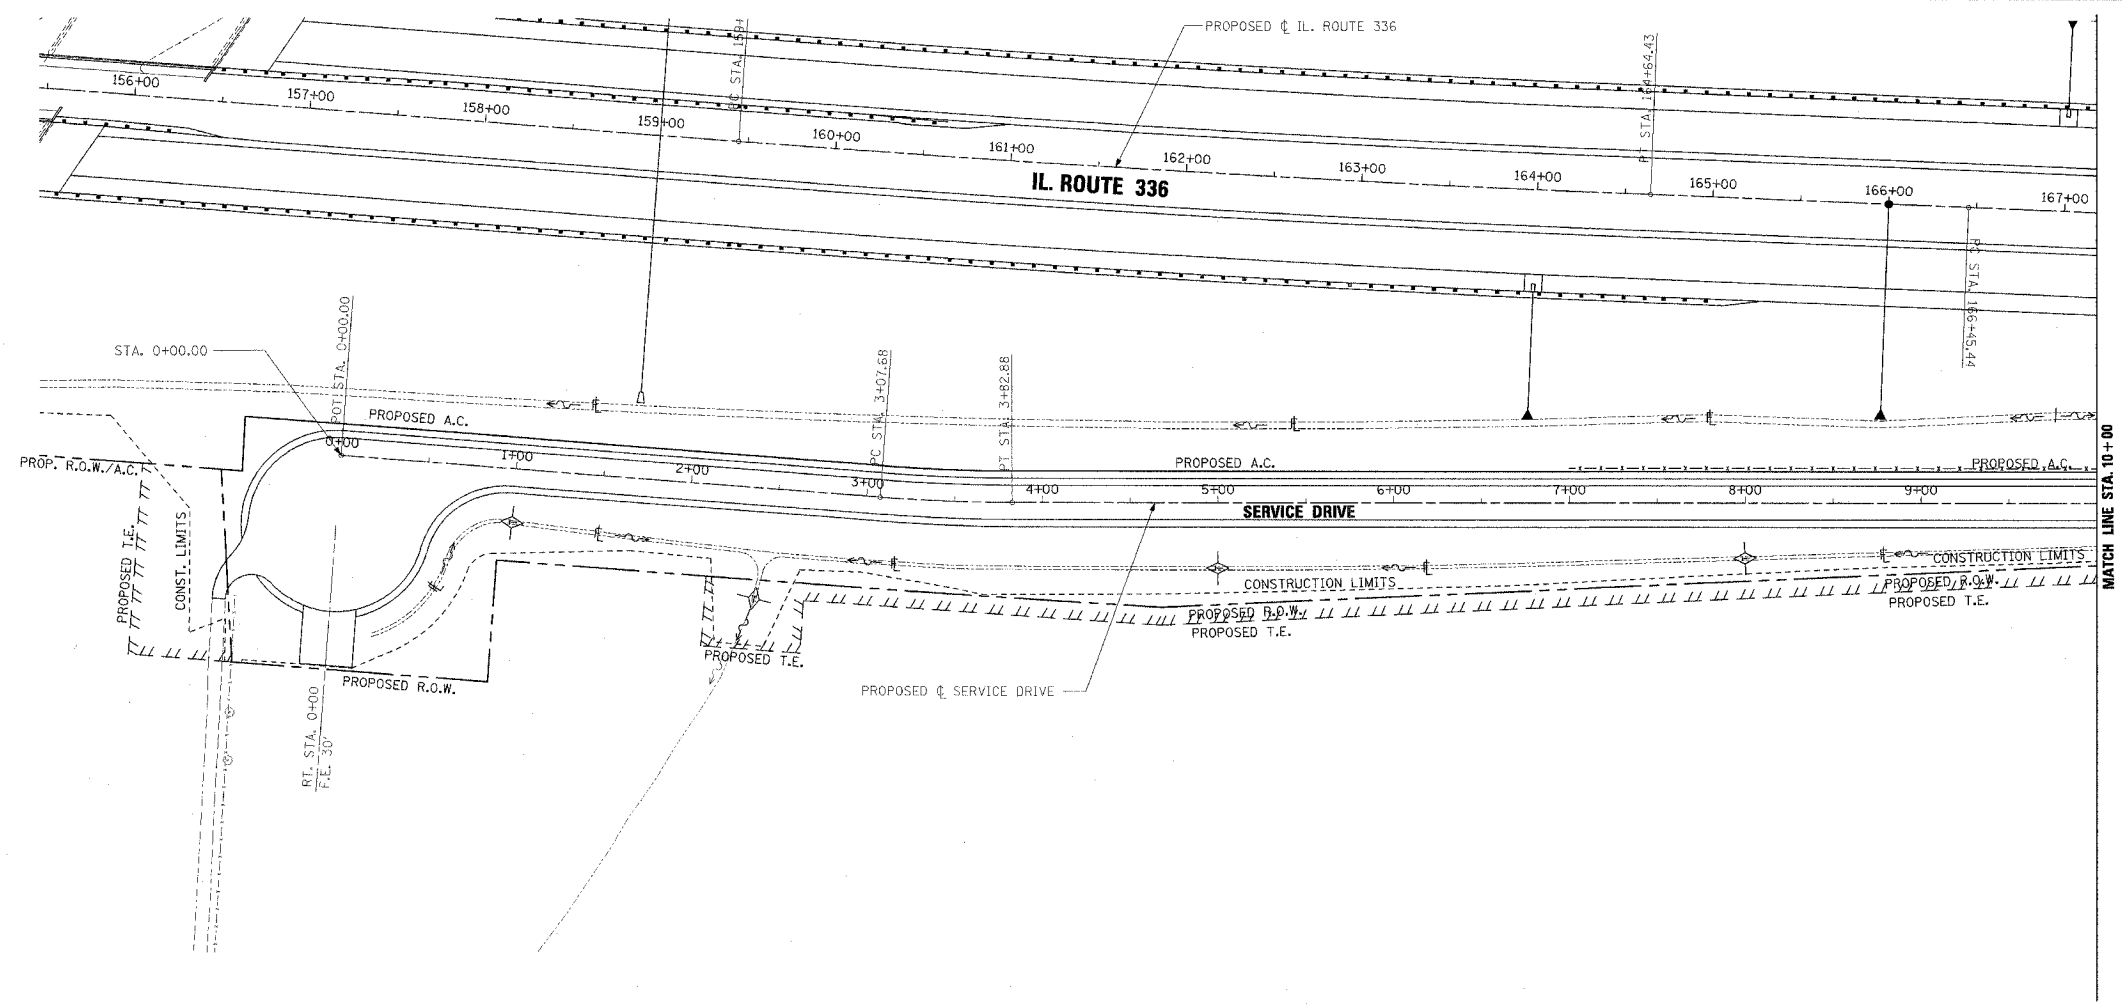 PROPOSED ℄ IL. ROUTE 336
156+00
157+00
158+00
159+00
160+00
161+00
162+00
163+00
164+00
165+00
166+00
167+00
PC STA. 159+
PT STA. 164+64.43
PC STA. 166+45.44
IL. ROUTE 336
STA. 0+00.00
POT STA. 0+00.00
PROPOSED A.C.
PC STA. 3+07.68
PT STA. 3+82.88
PROPOSED A.C.
PROPOSED A.C.
PROP. R.O.W./A.C.
0+00
1+00
2+00
3+00
4+00
5+00
6+00
7+00
8+00
9+00
SERVICE DRIVE
MATCH LINE STA. 10+00
PROPOSED T.E.
CONST. LIMITS
CONSTRUCTION LIMITS
CONSTRUCTION LIMITS
PROPOSED R.O.W.
PROPOSED T.E.
PROPOSED R.O.W.
PROPOSED T.E.
PROPOSED T.E.
PROPOSED R.O.W.
PROPOSED ℄ SERVICE DRIVE
RT. STA. 0+00
F.E. 30'